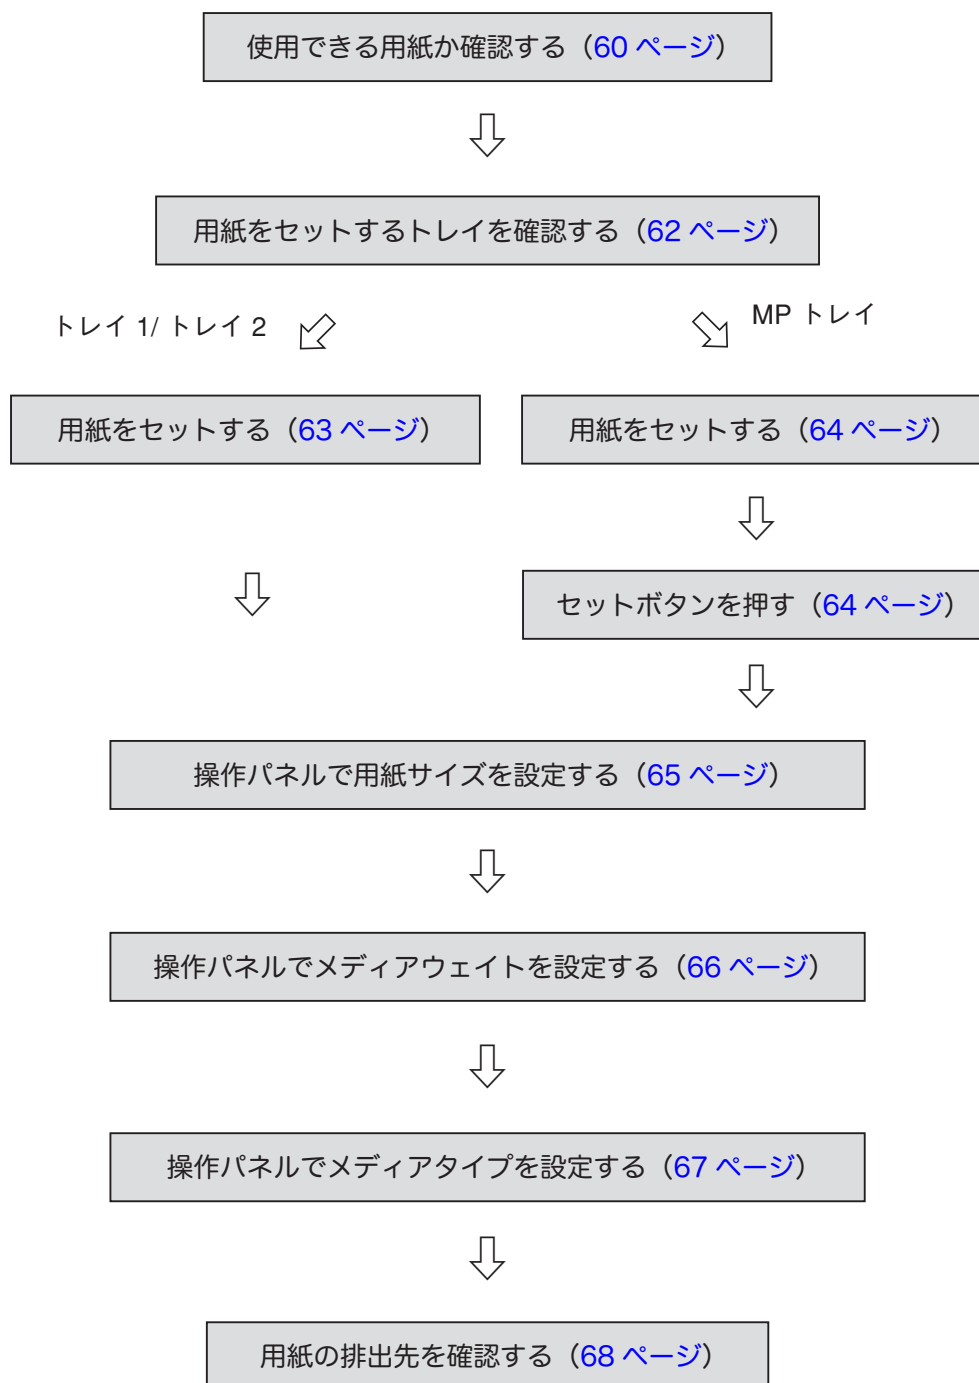 使用できる用紙か確認する（60 ページ）
用紙をセットするトレイを確認する（62 ページ）
トレイ 1/ トレイ 2
MP トレイ
用紙をセットする（63 ページ）
用紙をセットする（64 ページ）
セットボタンを押す（64 ページ）
操作パネルで用紙サイズを設定する（65 ページ）
操作パネルでメディアウェイトを設定する（66 ページ）
操作パネルでメディアタイプを設定する（67 ページ）
用紙の排出先を確認する（68 ページ）